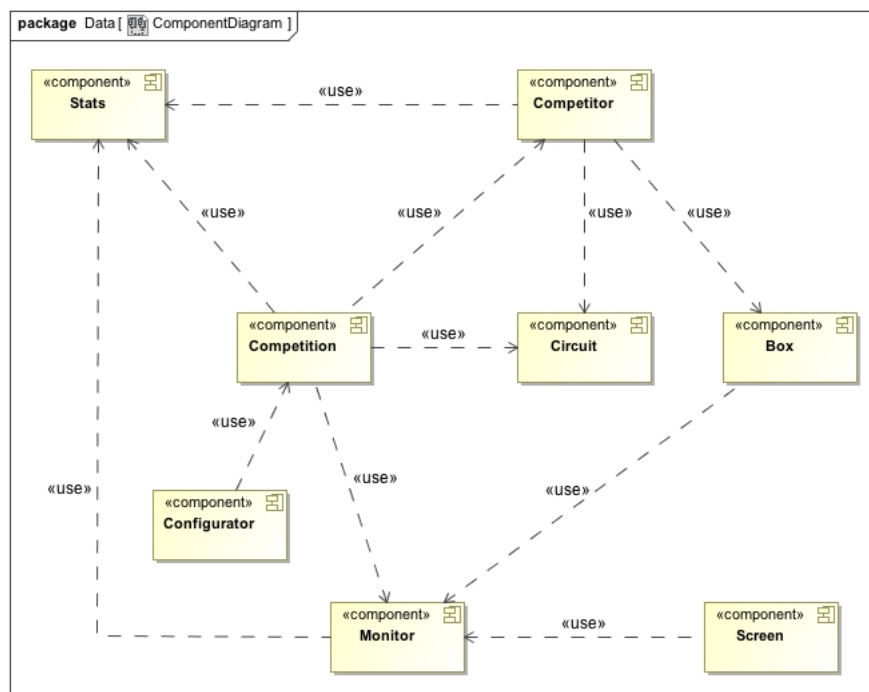 package Data [ ComponentDiagram ]
«component»
Stats
«use»
«component»
Competitor
«use»
«use»
«use»
«use»
«component»
Competition
«use»
«component»
Circuit
«component»
Box
«use»
«use»
«use»
«use»
«component»
Configurator
«component»
Monitor
«use»
«component»
Screen